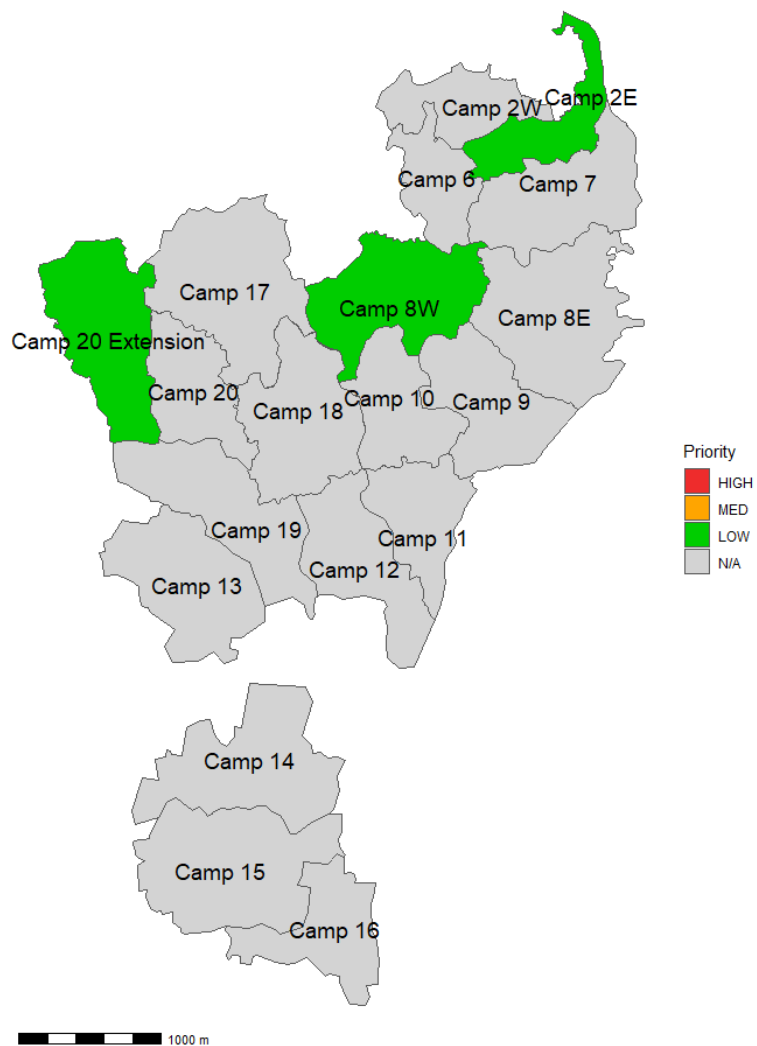 Camp 2E
Camp 2W
Camp 6
Camp 7
Camp 17
Camp 8W
Camp 8E
Camp 20 Extension
Camp 20
Camp 18
Camp 10
Camp 9
Camp 19
Camp 11
Camp 12
Camp 13
Priority
HIGH
MED
LOW
N/A
Camp 14
Camp 15
Camp 16
1000 m